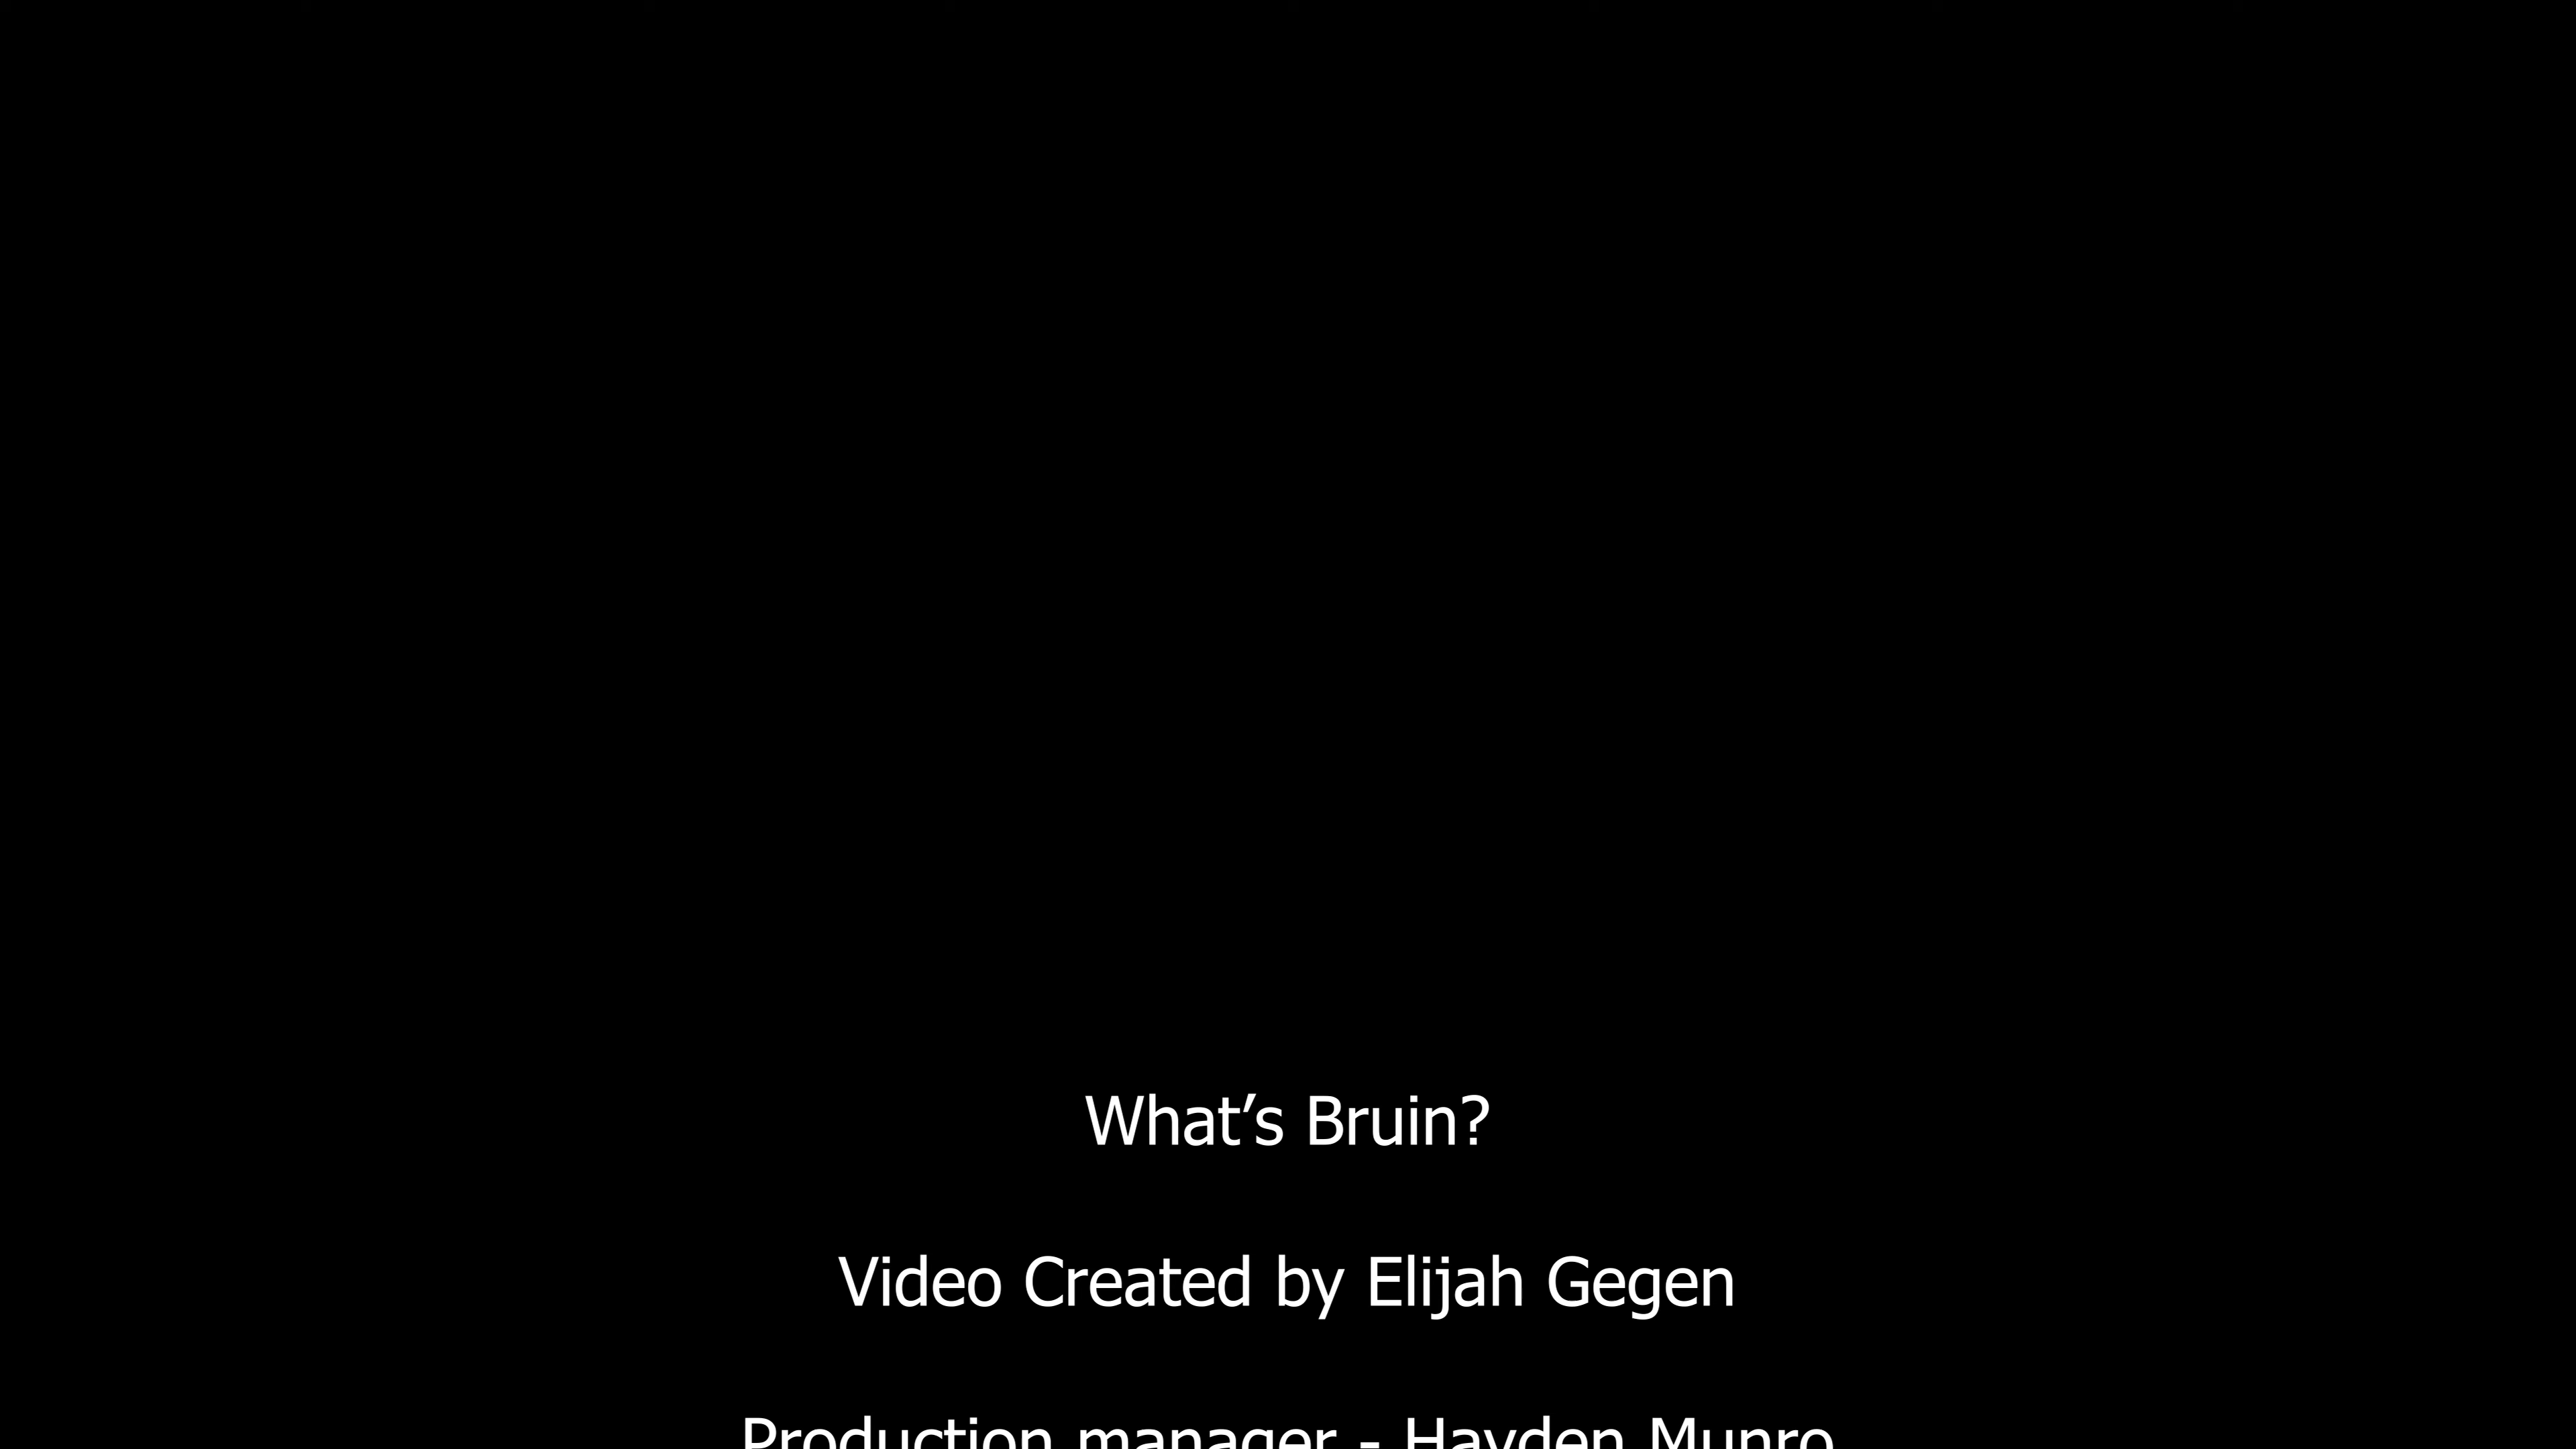 What’s Bruin?
Video Created by Elijah Gegen
Production manager - Hayden Munro